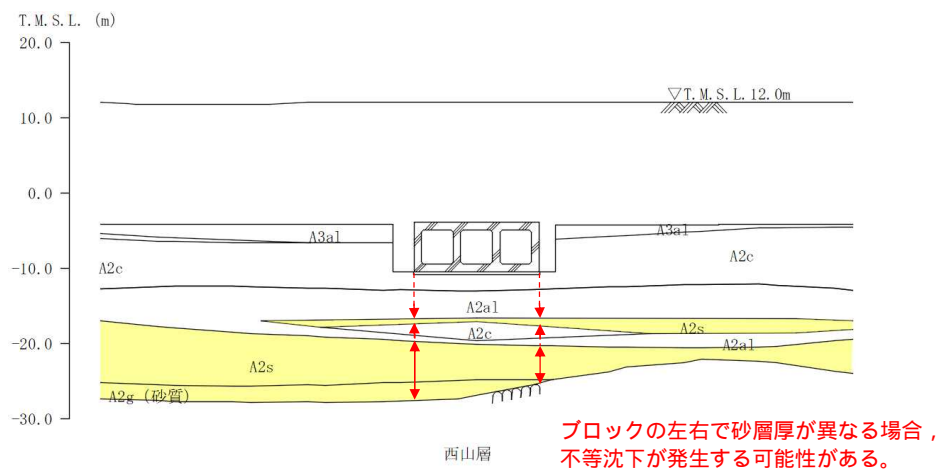 T.M.S.L. (m)
20.0
▽T.M.S.L.12.0m
10.0
0.0
A3al
A3al
A2c
A2c
-10.0
A2al
A2s
A2c
-20.0
A2al
A2s
A2g (砂質)
-30.0
ブロックの左右で砂層厚が異なる場合，
西山層
不等沈下が発生する可能性がある。